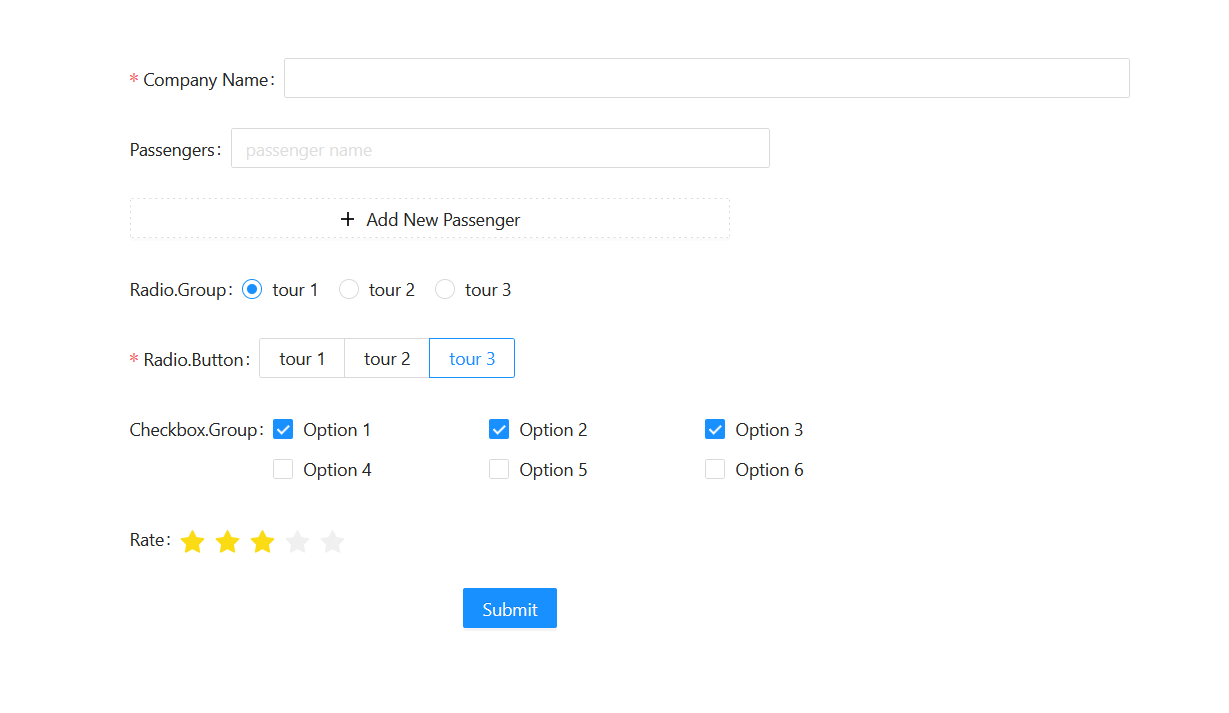 * Company Name:
Passengers: passenger name
+ Add New Passenger
Radio.Group: tour 1 tour 2 tour 3
* Radio.Button: tour 1 tour 2 tour 3
Checkbox.Group: Option 1 Option 2 Option 3
Option 4 Option 5 Option 6
Rate:
Submit